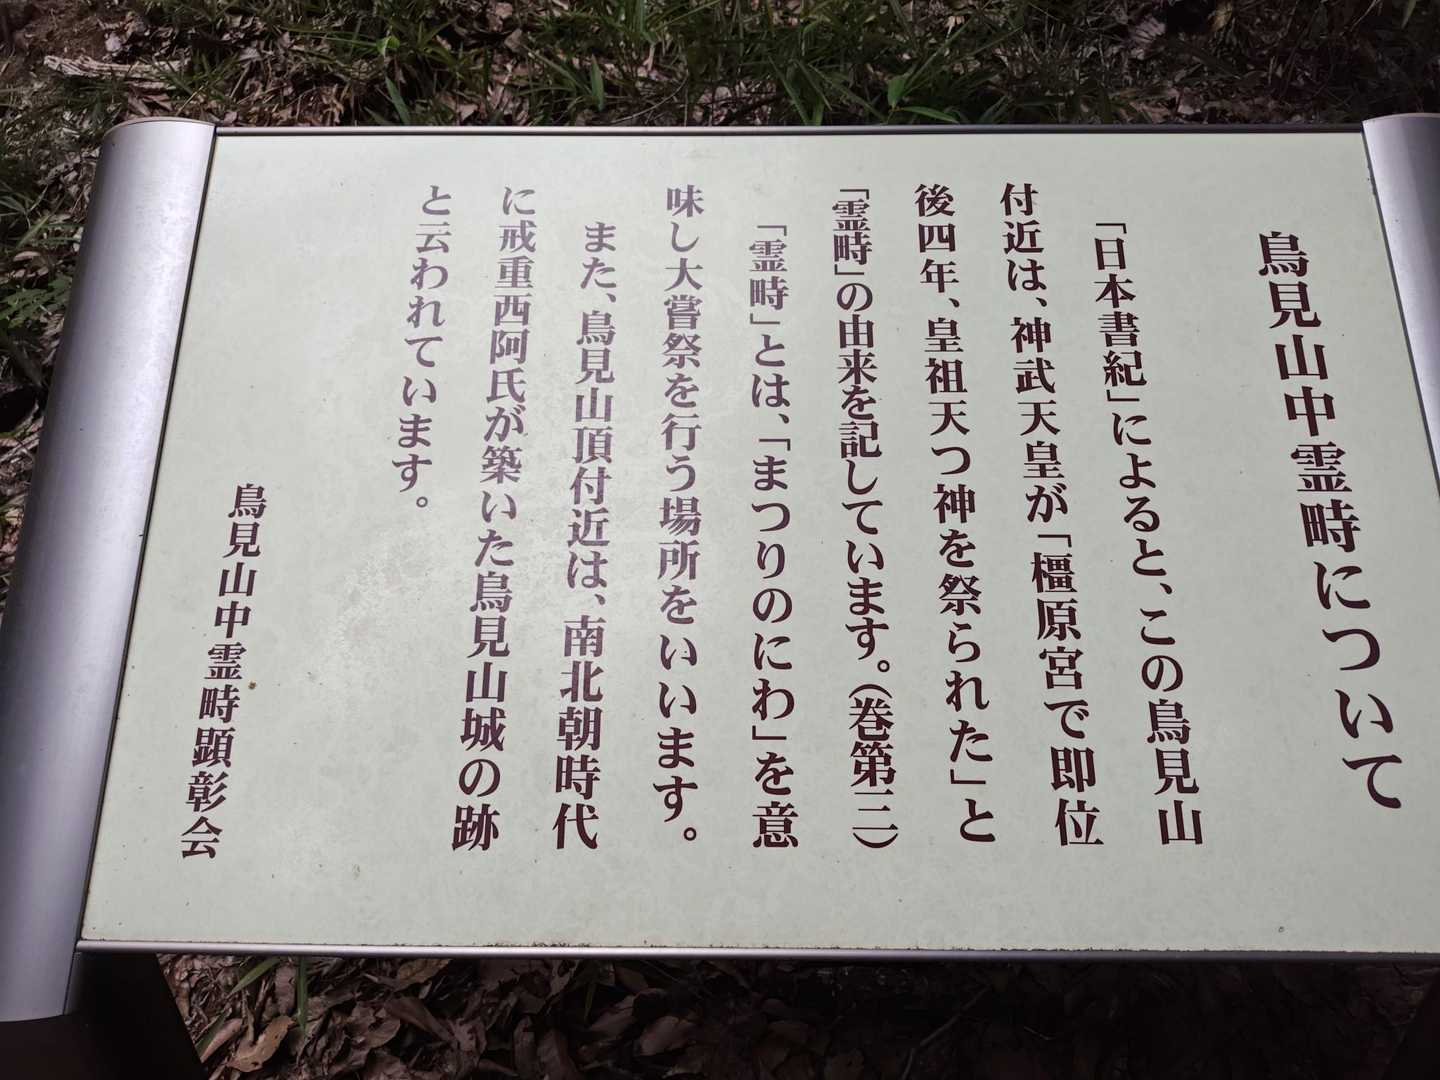 鳥見山中霊時について
「日本書紀」によると、この鳥見山
付近は、神武天皇が「橿原宮で即位
後四年、皇祖天つ神を祭られた」と
「霊時」の由来を記しています。(巻第三)
「霊時」とは、「まつりのにわ」を意
味し大嘗祭を行う場所をいいます。
また、鳥見山頂付近は、南北朝時代
に戒重西阿氏が築いた鳥見山城の跡
と云われています。
鳥見山中霊時顕彰会